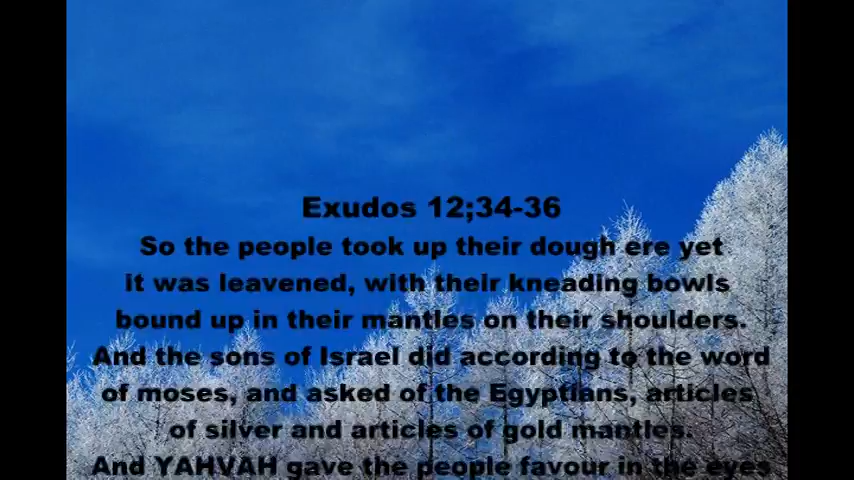 Exudos 12;34-36
So the people took up their dough ere yet
it was leavened, with their kneading bowls
bound up in their mantles on their shoulders.
And the sons of Israel did according to the word
of moses, and asked of the Egyptians, articles
of silver and articles of gold mantles.
And YAHVAH gave the people favour in the eyes